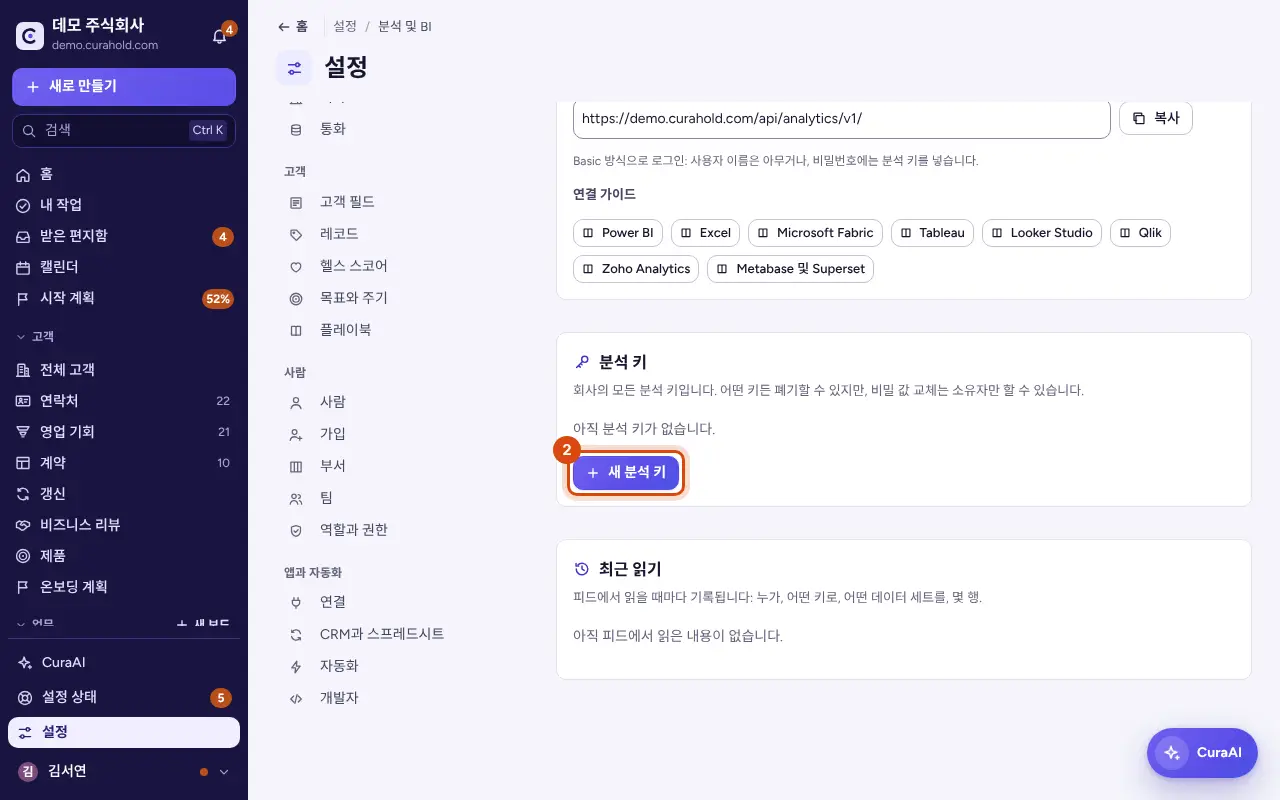 데모 주식회사
demo.curahold.com
4
새로 만들기
검색
Ctrl K
홈
내 작업
받은 편지함
4
캘린더
시작 계획
52%
고객
전체 고객
연락처
22
영업 기회
21
계약
10
갱신
비즈니스 리뷰
제품
온보딩 계획
업무
새 보드
CuraAI
설정 상태
5
설정
김
김서연
홈
설정 / 분석 및 BI
설정
통화
고객
고객 필드
레코드
헬스 스코어
목표와 주기
플레이북
사람
사람
가입
부서
팀
역할과 권한
앱과 자동화
연결
CRM과 스프레드시트
자동화
개발자
https://demo.curahold.com/api/analytics/v1/
복사
Basic 방식으로 로그인: 사용자 이름은 아무거나, 비밀번호에는 분석 키를 넣습니다.
연결 가이드
Power BI
Excel
Microsoft Fabric
Tableau
Looker Studio
Qlik
Zoho Analytics
Metabase 및 Superset
분석 키
회사의 모든 분석 키입니다. 어떤 키든 폐기할 수 있지만, 비밀 값 교체는 소유자만 할 수 있습니다.
아직 분석 키가 없습니다.
2
새 분석 키
최근 읽기
피드에서 읽을 때마다 기록됩니다: 누가, 어떤 키로, 어떤 데이터 세트를, 몇 행.
아직 피드에서 읽은 내용이 없습니다.
CuraAI